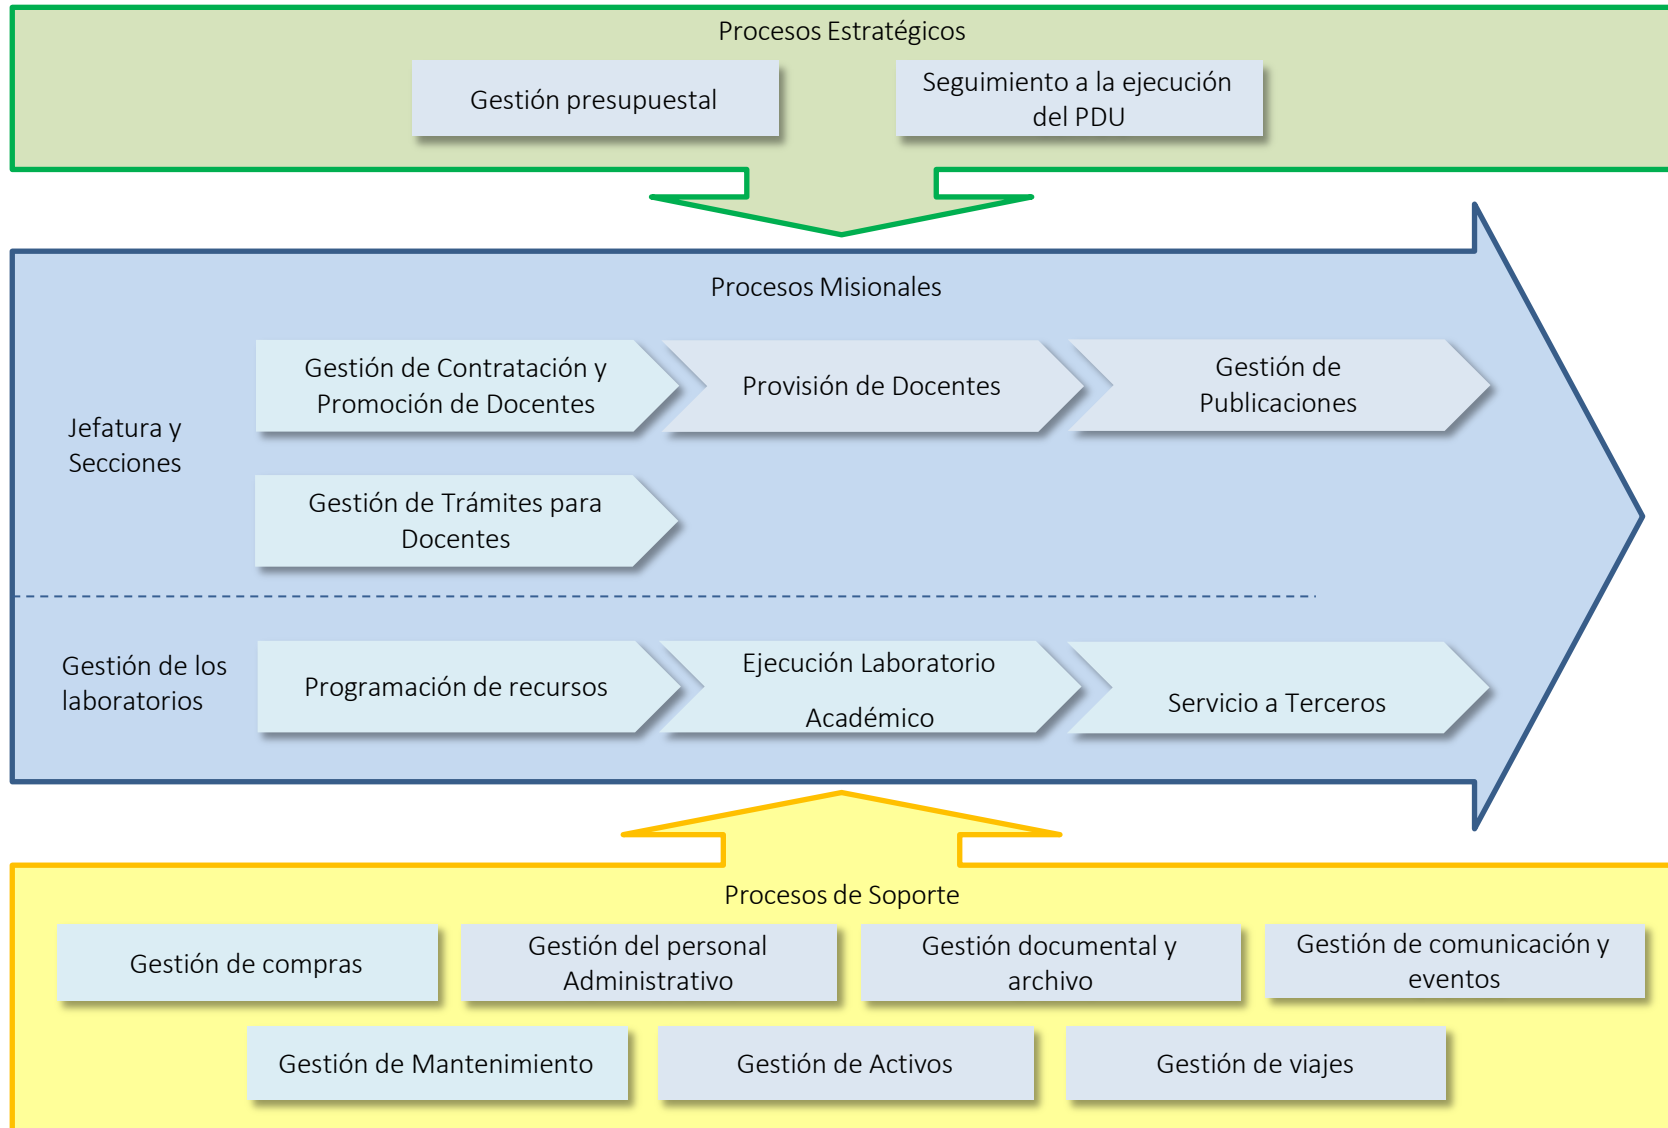 Procesos Estratégicos
Gestión presupuestal
Seguimiento a la ejecución
del PDU
Procesos Misionales
Jefatura y
Secciones
Gestión de Contratación y
Promoción de Docentes
Provisión de Docentes
Gestión de
Publicaciones
Gestión de Trámites para
Docentes
Gestión de los
laboratorios
Programación de recursos
Ejecución Laboratorio
Académico
Servicio a Terceros
Procesos de Soporte
Gestión de compras
Gestión del personal
Administrativo
Gestión documental y
archivo
Gestión de comunicación y
eventos
Gestión de Mantenimiento
Gestión de Activos
Gestión de viajes